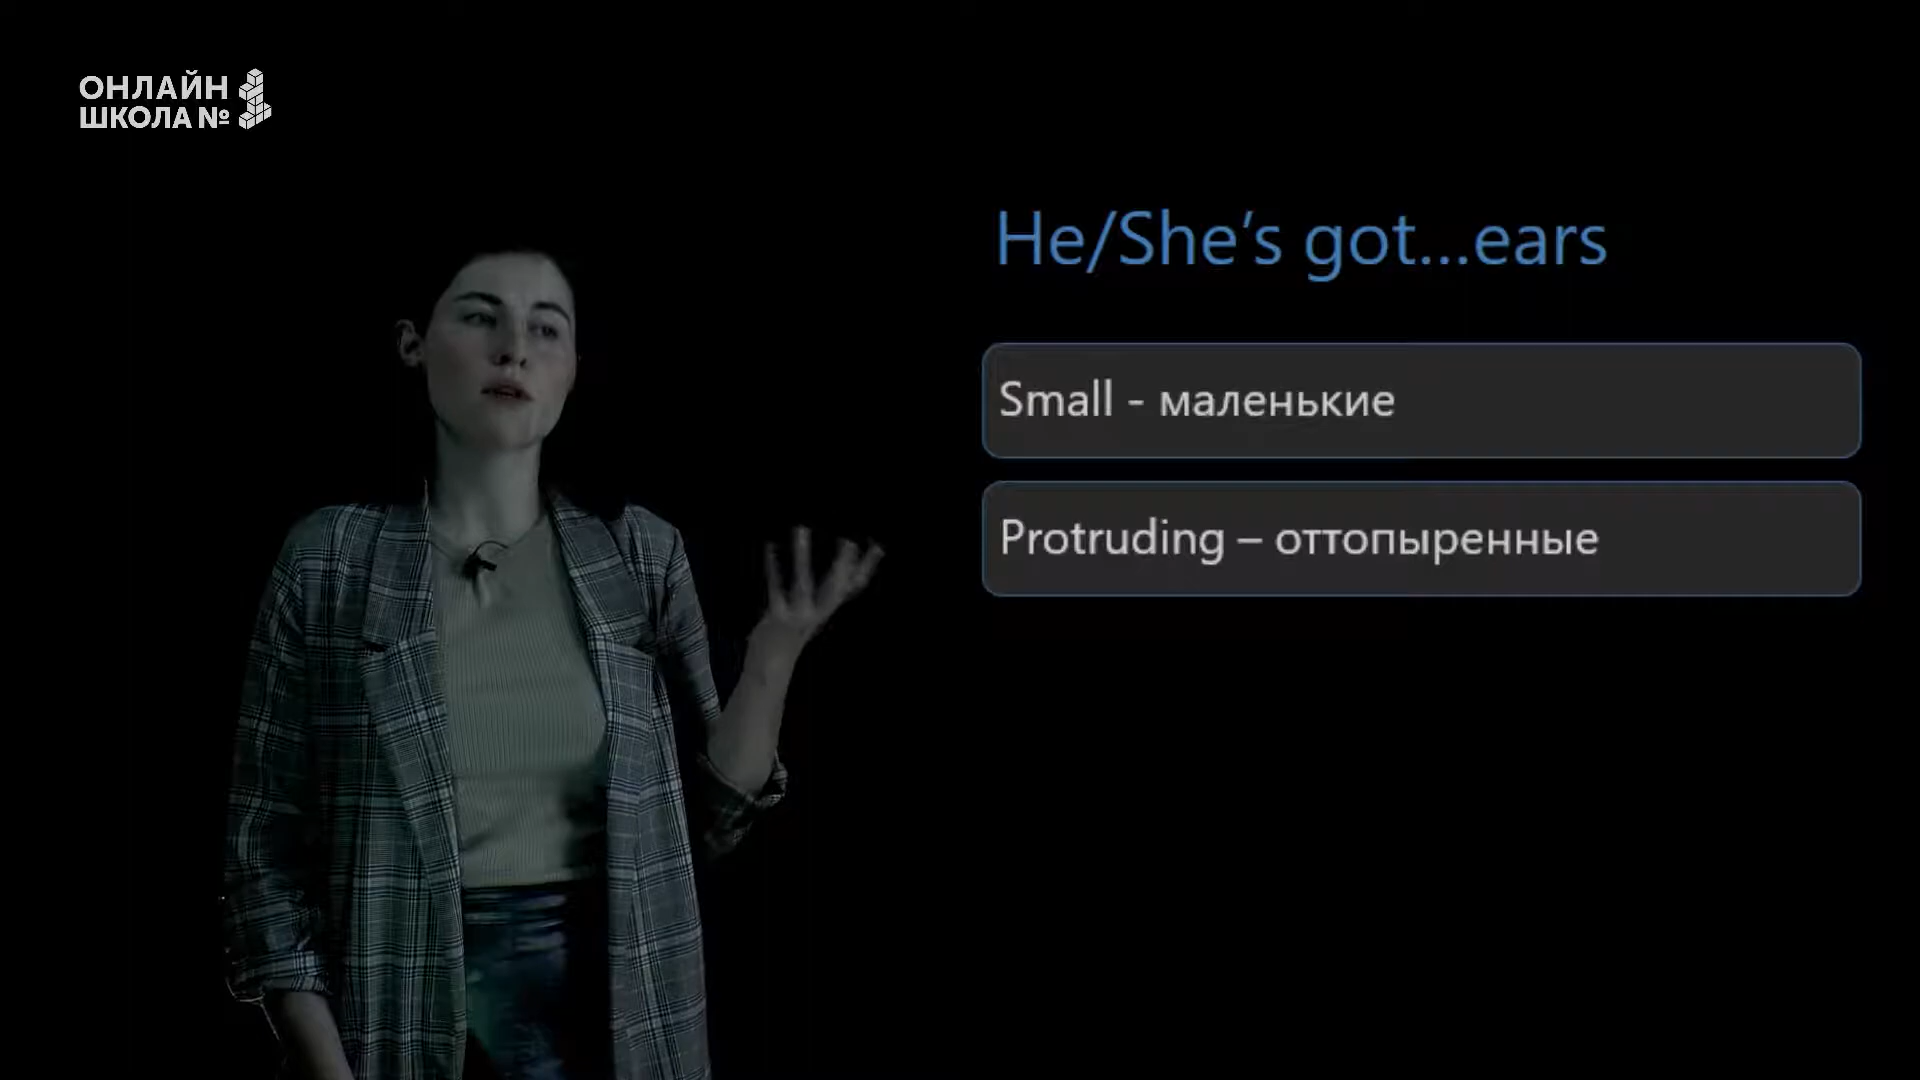 ОНЛАЙН
ШКОЛА №
He/She’s got...ears
Small - маленькие
Protruding – оттопыренные